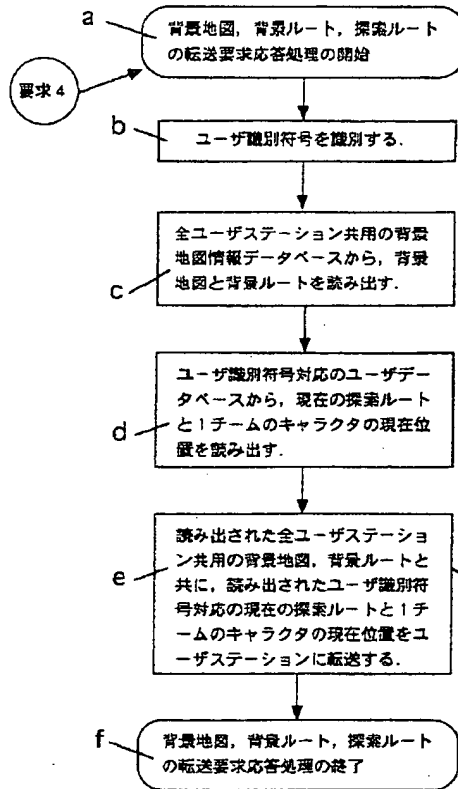 a
背景地図，背景ルート，探索ルート
の転送要求応答処理の開始
要求４
b
ユーザ識別符号を識別する．
全ユーザステーション共用の背景
地図情報データベースから，背景
地図と背景ルートを読み出す．
c
ユーザ識別符号対応のユーザデー
タベースから，現在の探索ルート
と１チームのキャラクタの現在位
置を読み出す．
d
読み出された全ユーザステーショ
ン共用の背景地図，背景ルートと
共に，読み出されたユーザ識別符
号対応の現在の探索ルートと１チ
ームのキャラクタの現在位置をユ
ーザステーションに転送する．
e
f
背景地図，背景ルート，探索ルート
の転送要求応答処理の終了